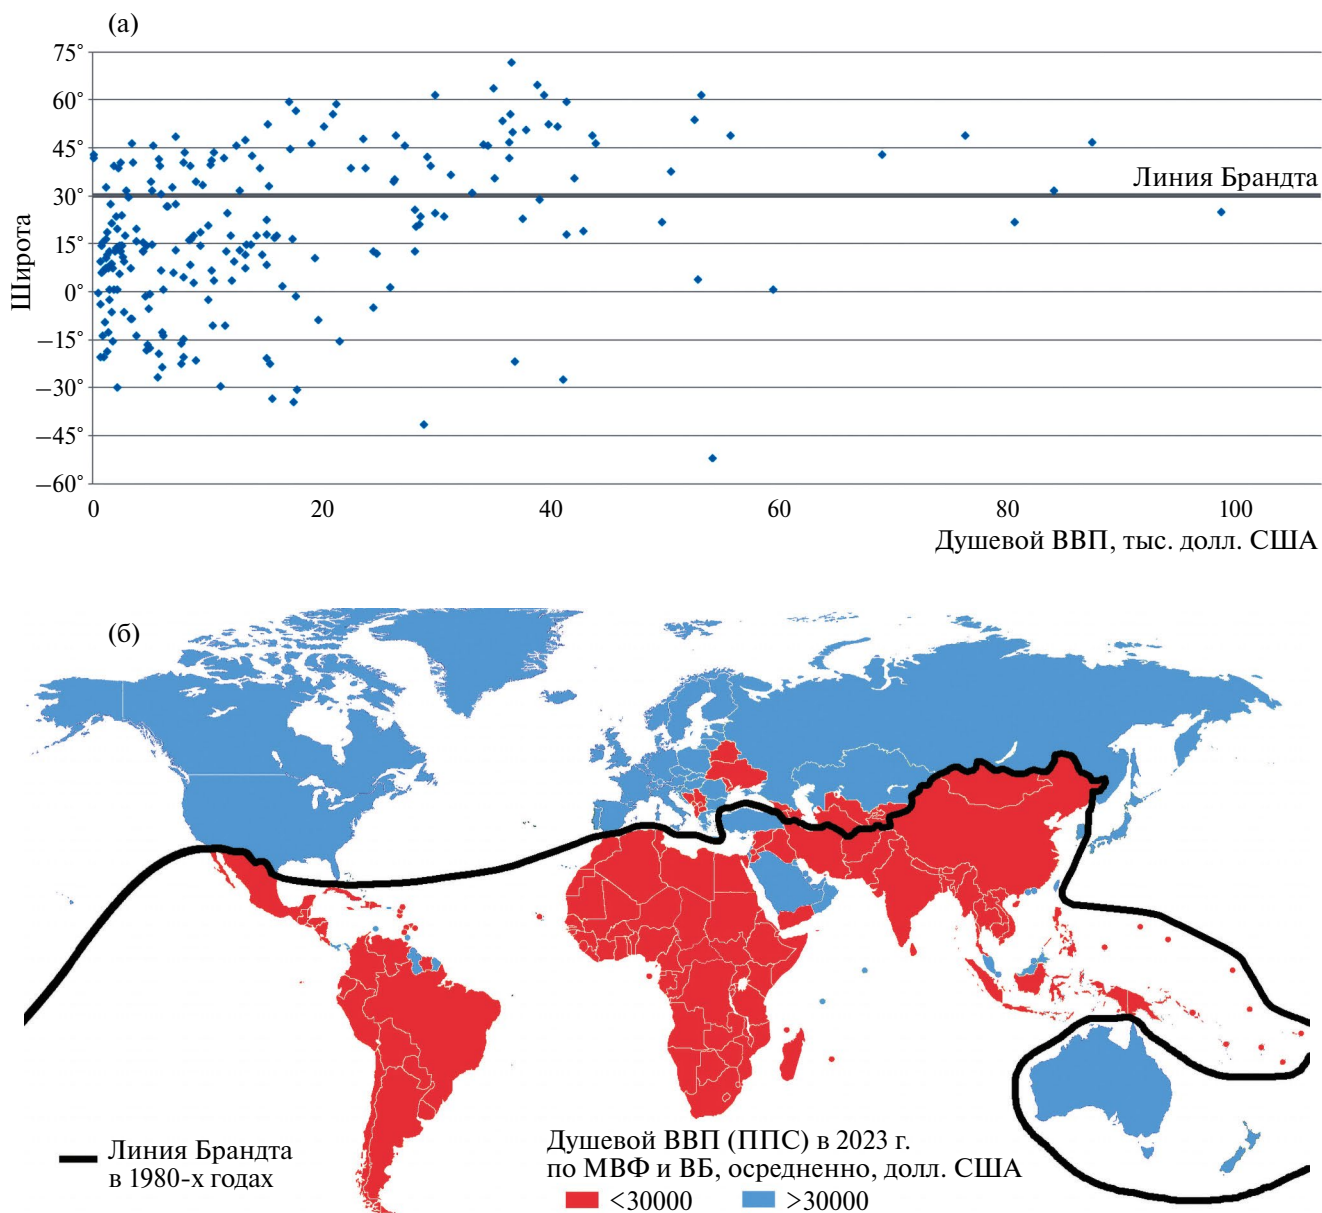 (а)
75°
60°
45°
30°
15°
0°
−15°
−30°
−45°
−60°
Широта
Линия Брандта
0 20 40 60 80 100
Душевой ВВП, тыс. долл. США
(б)
Линия Брандта
в 1980-х годах
Душевой ВВП (ППС) в 2023 г.
по МВФ и ВБ, осредненно, долл. США
<30000 >30000